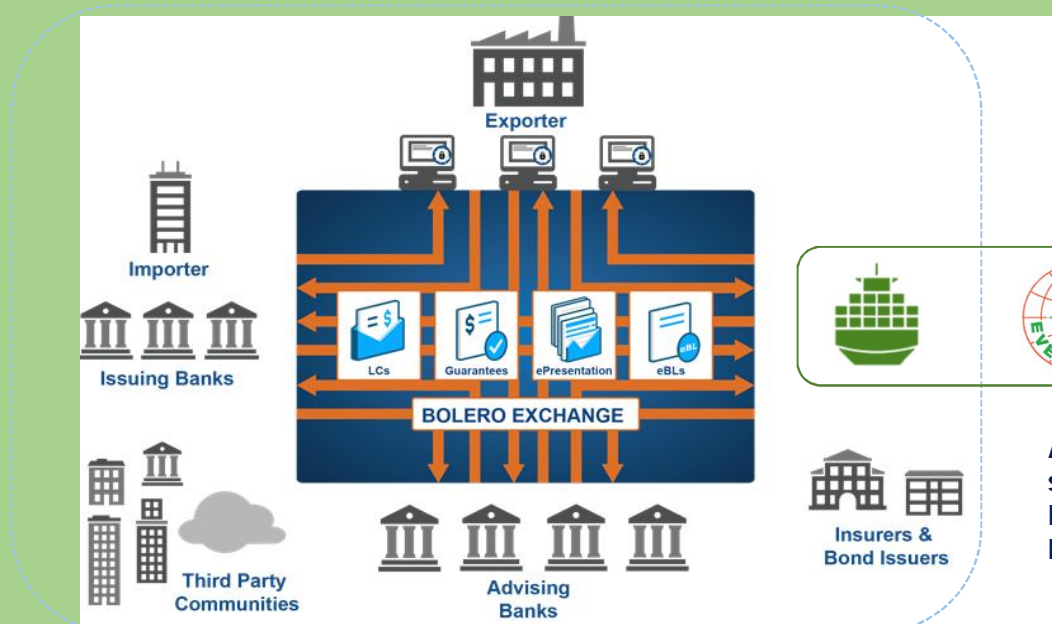 Exporter
Importer
Issuing Banks
$
$
eBL
LCs
Guarantees
ePresentation
eBLs
BOLERO EXCHANGE
Insurers &
Bond Issuers
Third Party
Communities
Advising
Banks
EVE